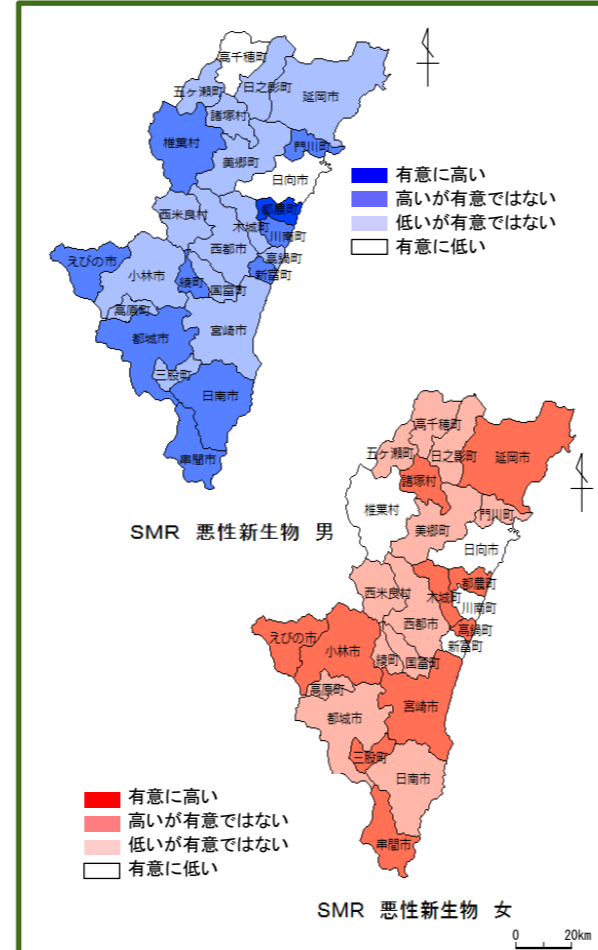 高千穂町
五ヶ瀬町
日之影町
延岡市
諸塚村
椎葉村
門川町
美郷町
日向市
西米良村
都農町
木城町
川南町
西都市
高鍋町
新富町
えびの市
小林市
綾町
国富町
高原町
宮崎市
都城市
三股町
日南市
串間市
有意に高い
高いが有意ではない
低いが有意ではない
有意に低い
SMR 悪性新生物 男
高千穂町
五ヶ瀬町
日之影町
延岡市
諸塚村
椎葉村
門川町
美郷町
日向市
西米良村
都農町
木城町
川南町
西都市
高鍋町
新富町
えびの市
小林市
綾町
国富町
高原町
宮崎市
都城市
三股町
日南市
串間市
有意に高い
高いが有意ではない
低いが有意ではない
有意に低い
SMR 悪性新生物 女
0 20km